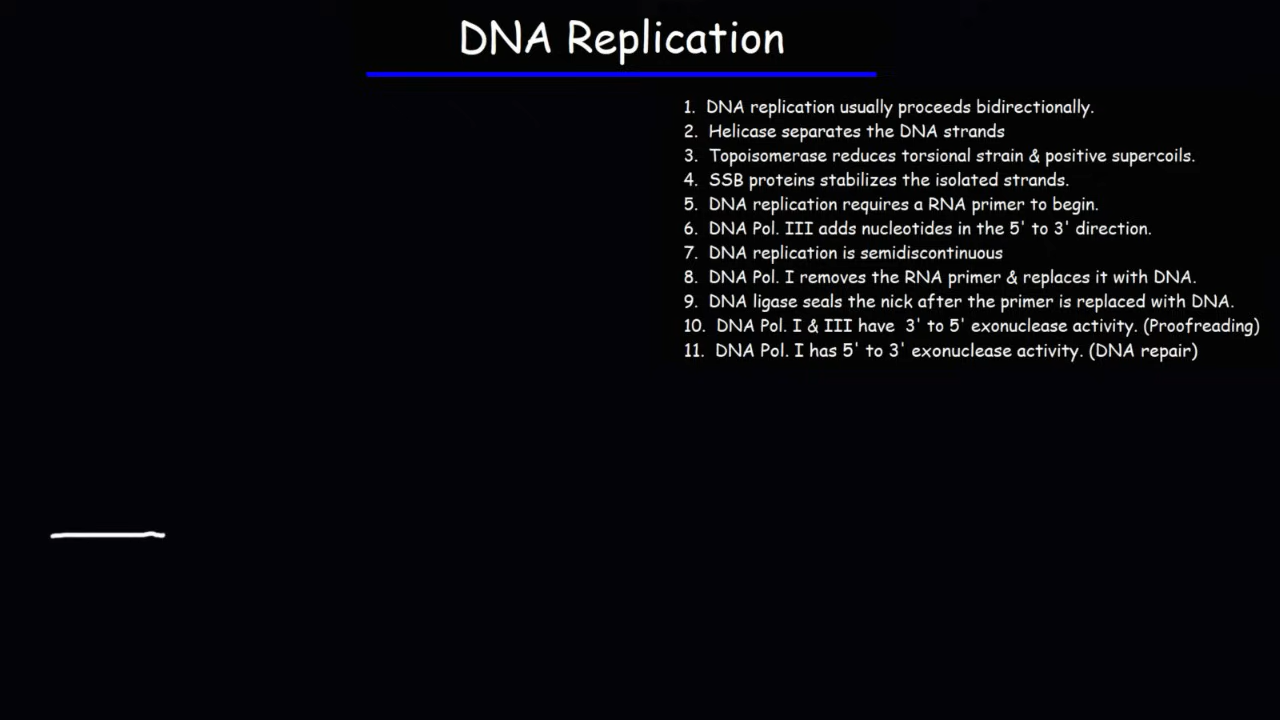 DNA Replication
1. DNA replication usually proceeds bidirectionally.
2. Helicase separates the DNA strands
3. Topoisomerase reduces torsional strain & positive supercoils.
4. SSB proteins stabilizes the isolated strands.
5. DNA replication requires a RNA primer to begin.
6. DNA Pol. III adds nucleotides in the 5' to 3' direction.
7. DNA replication is semidiscontinuous
8. DNA Pol. I removes the RNA primer & replaces it with DNA.
9. DNA ligase seals the nick after the primer is replaced with DNA.
10. DNA Pol. I & III have 3' to 5' exonuclease activity. (Proofreading)
11. DNA Pol. I has 5' to 3' exonuclease activity. (DNA repair)